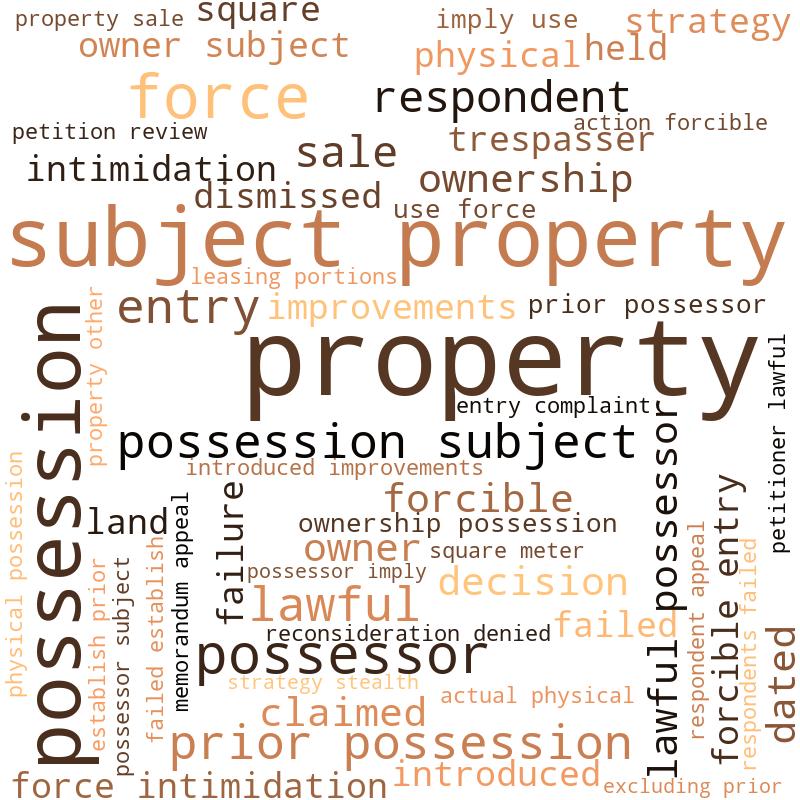 property sale
square
imply use
strategy
owner subject
physical
held
force
respondent
action forcible
petition review
trespasser
sale
intimidation
ownership
dismissed
use force
subject property
leasing portions
entry
improvements
prior possessor
property other
property
possession
petitioner lawful
entry complaint
possession subject
introduced improvements
physical possession
land
memorandum appeal
failure
forcible
lawful possessor
forcible entry
ownership possession
owner
square meter
possessor imply
decision
respondent appeal
respondents failed
establish prior
possessor subject
failed establish
lawful
failed
reconsideration denied
possessor
dated
strategy stealth
actual physical
claimed
prior possession
introduced
force intimidation
excluding prior